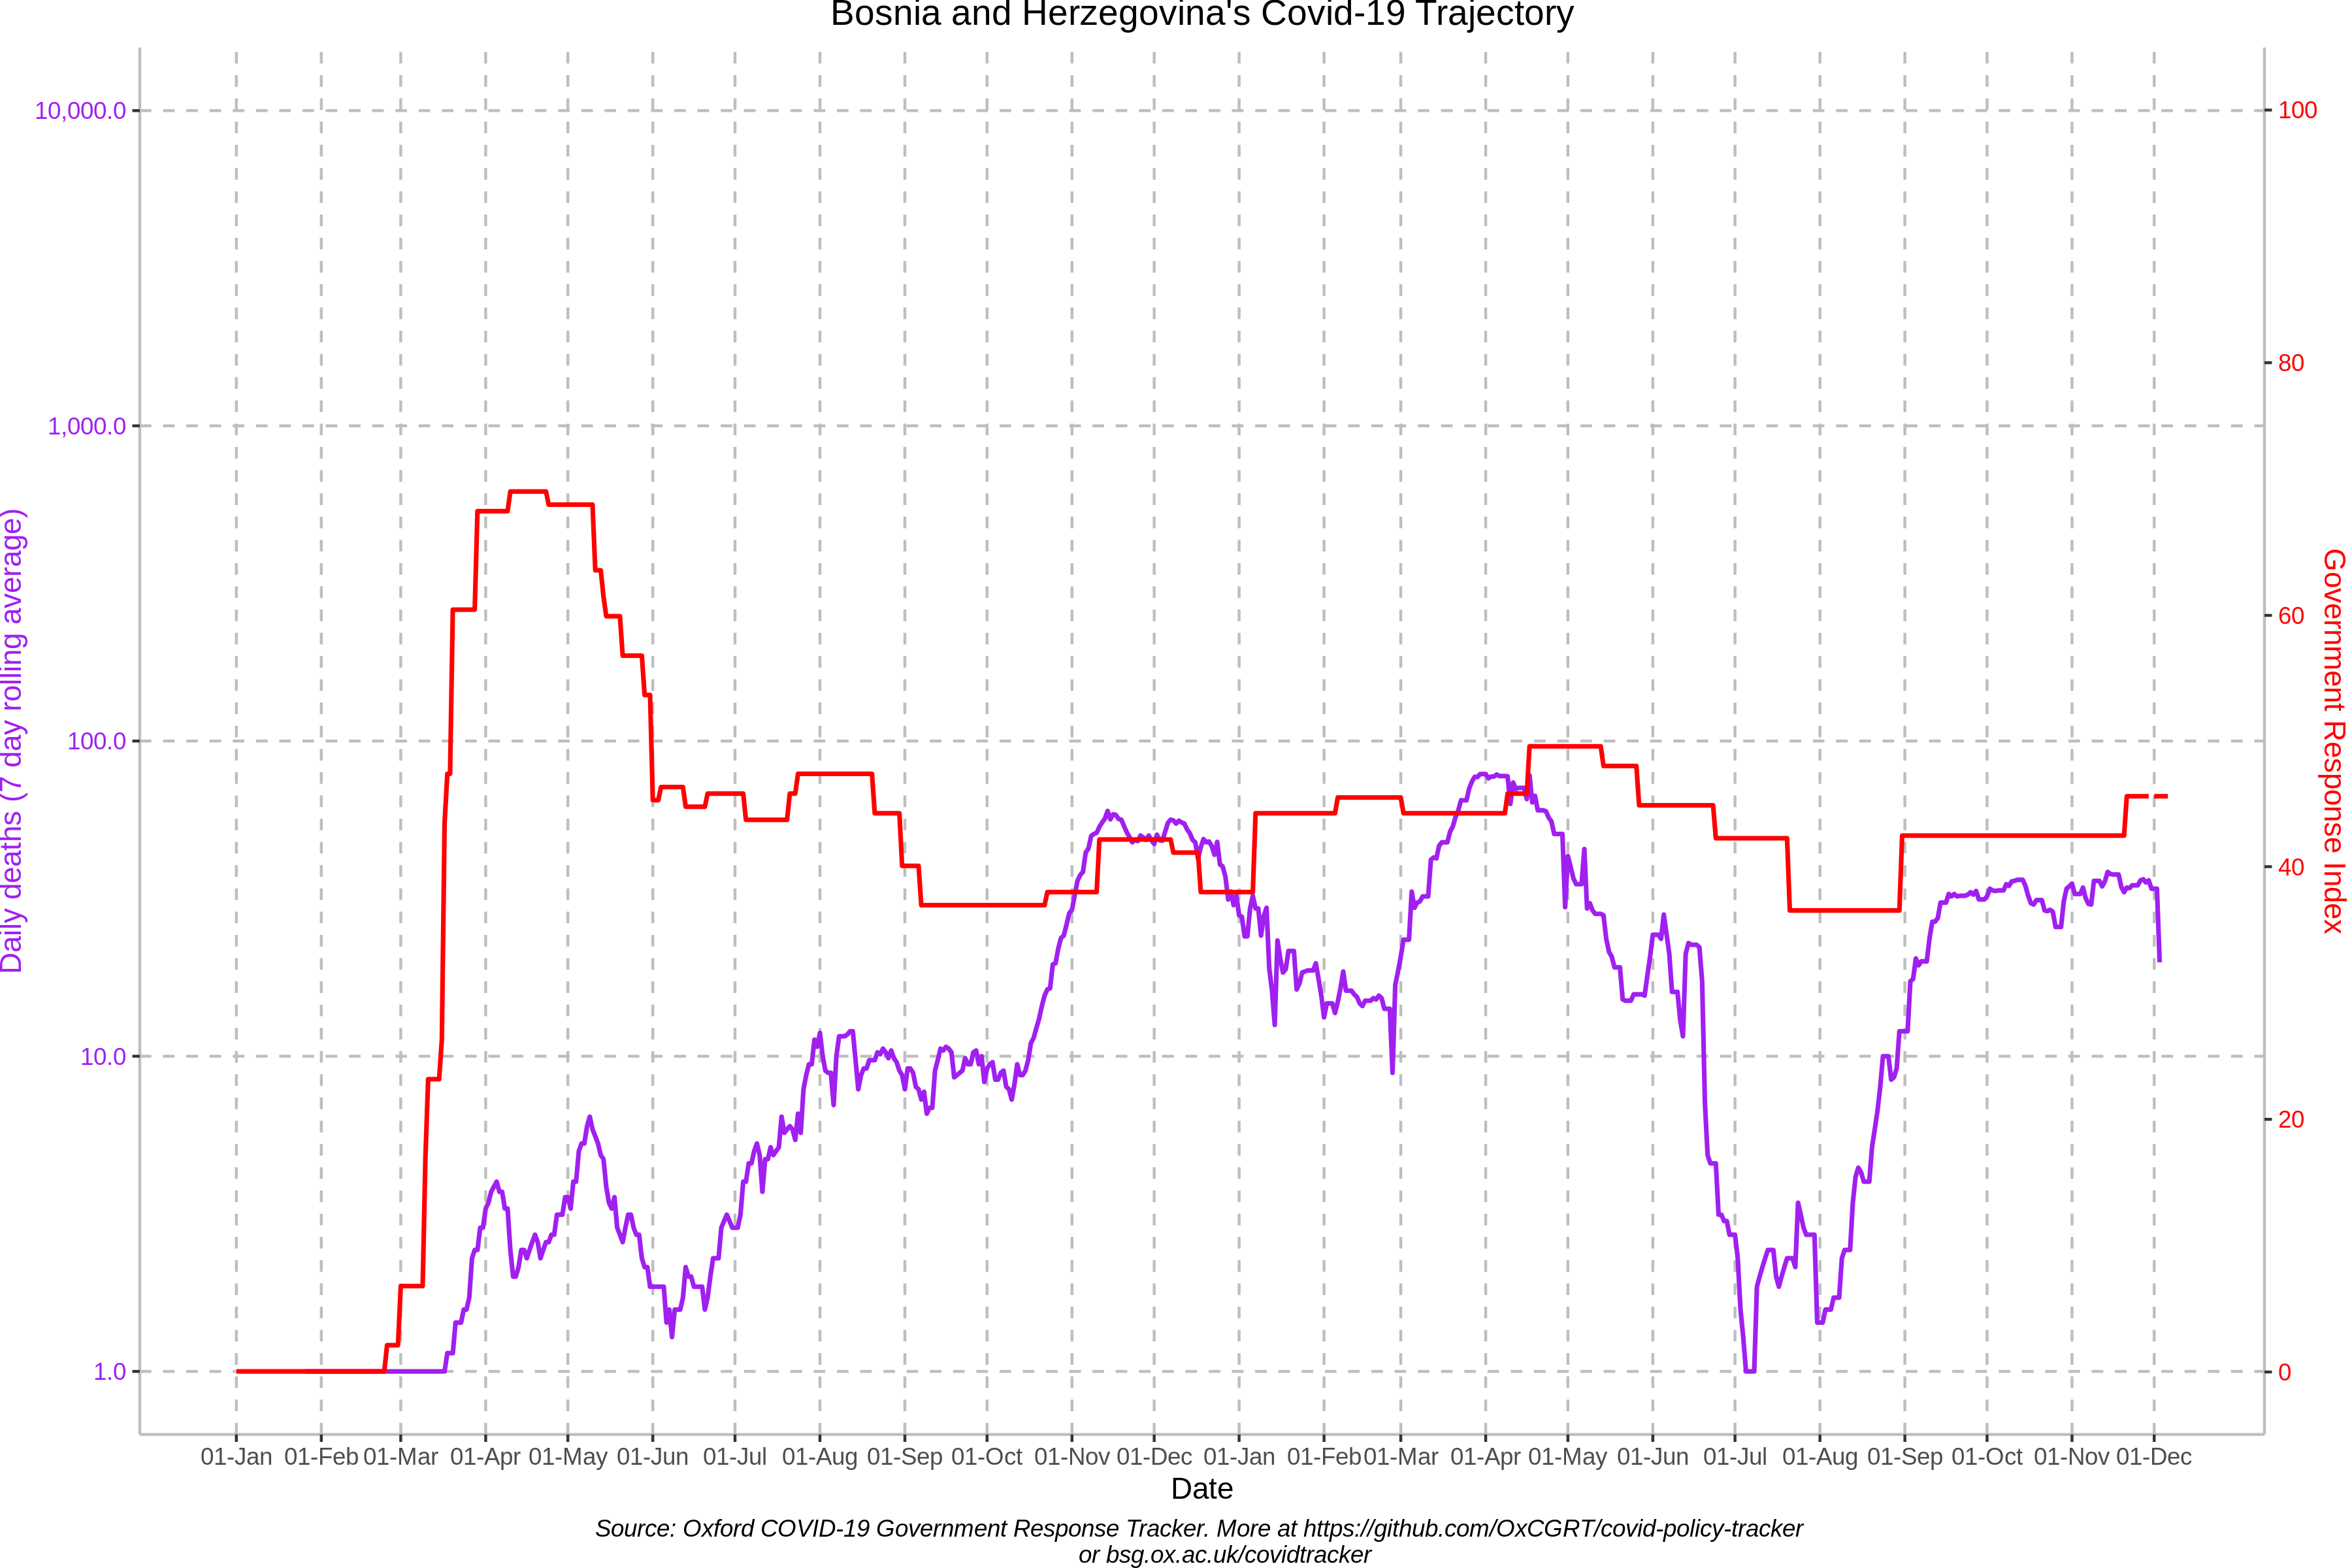 Bosnia and Herzegovina's Covid-19 Trajectory
10,000.0
1,000.0
100.0
10.0
1.0
Daily deaths (7 day rolling average)
100
80
60
40
20
0
Government Response Index
01-Jan 01-Feb 01-Mar 01-Apr 01-May 01-Jun 01-Jul 01-Aug 01-Sep 01-Oct 01-Nov 01-Dec 01-Jan 01-Feb 01-Mar 01-Apr 01-May 01-Jun 01-Jul 01-Aug 01-Sep 01-Oct 01-Nov 01-Dec
Date
Source: Oxford COVID-19 Government Response Tracker. More at https://github.com/OxCGRT/covid-policy-tracker
or bsg.ox.ac.uk/covidtracker